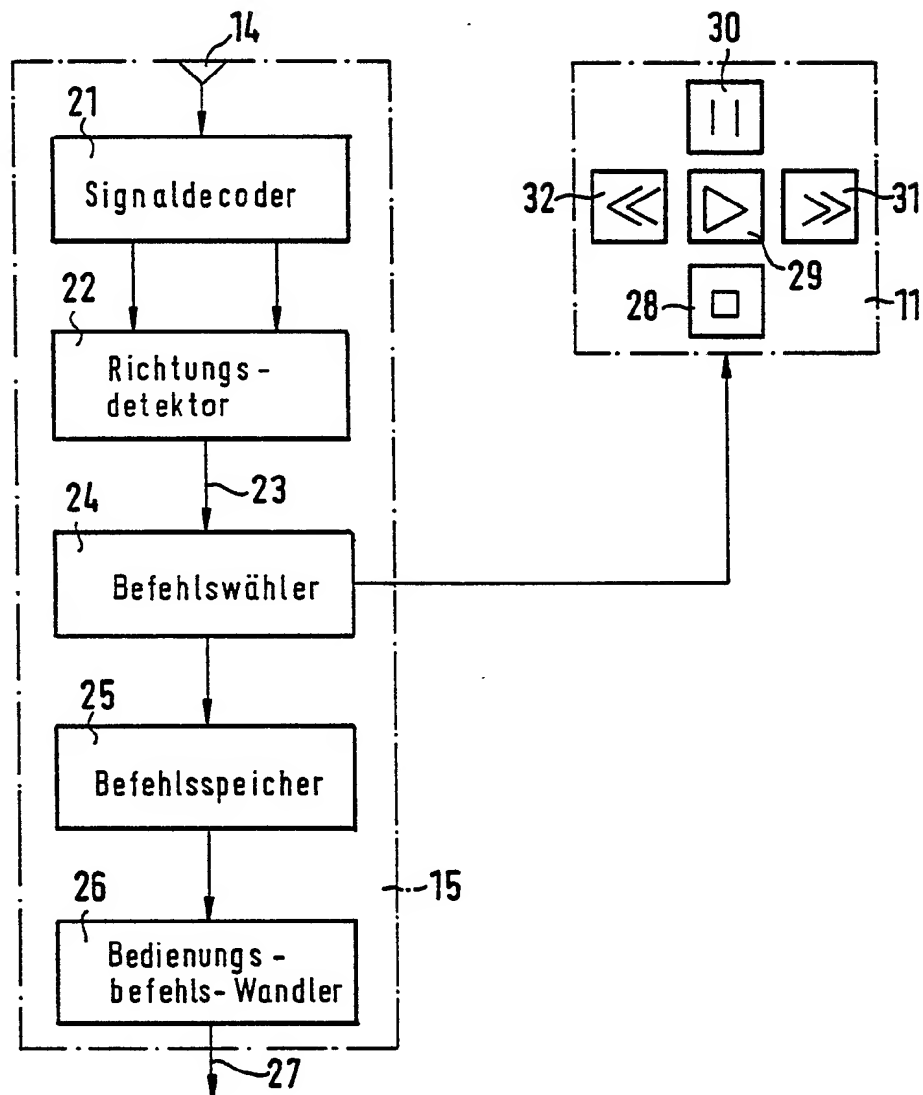 14
30
21
Signaldecoder
32
31
29
28
11
22
Richtungs-
detektor
23
24
Befehlswähler
25
Befehlsspeicher
15
26
Bedienungs-
befehls-Wandler
27